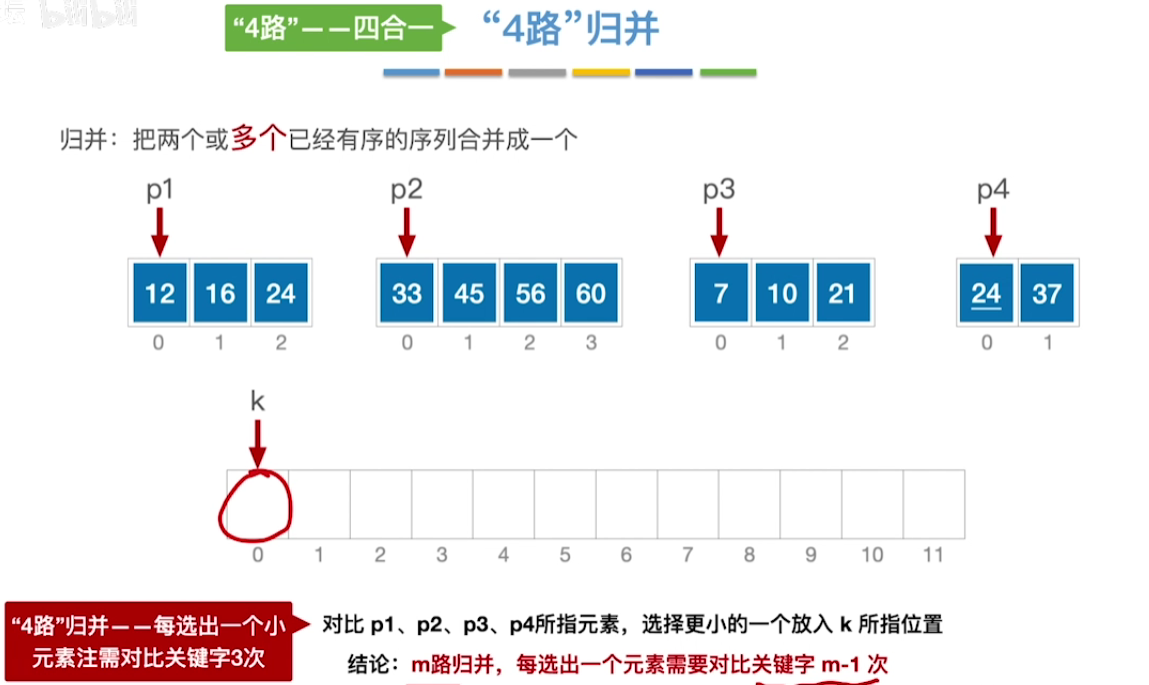 坛 bilibili
“4路”——四合一
“4路”归并
归并：把两个或多个已经有序的序列合并成一个
p1 p2 p3 p4
12 16 24 33 45 56 60 7 10 21 24 37
0 1 2 0 1 2 3 0 1 2 0 1
k
0 1 2 3 4 5 6 7 8 9 10 11
“4路”归并——每选出一个小
元素注需对比关键字3次
对比 p1、p2、p3、p4所指元素，选择更小的一个放入 k 所指位置
结论：m路归并，每选出一个元素需要对比关键字 m-1 次